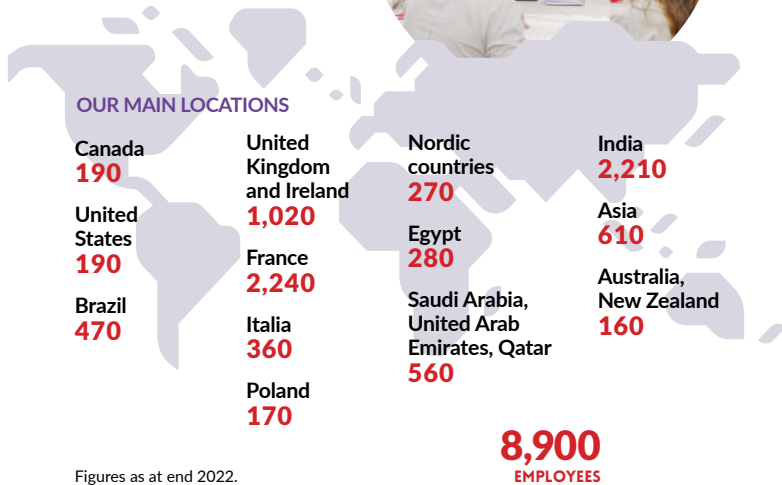 OUR MAIN LOCATIONS
Canada
190
United
States
190
Brazil
470
United
Kingdom
and Ireland
1,020
France
2,240
Italia
360
Poland
170
Nordic
countries
270
Egypt
280
Saudi Arabia,
United Arab
Emirates, Qatar
560
India
2,210
Asia
610
Australia,
New Zealand
160
8,900
EMPLOYEES
Figures as at end 2022.